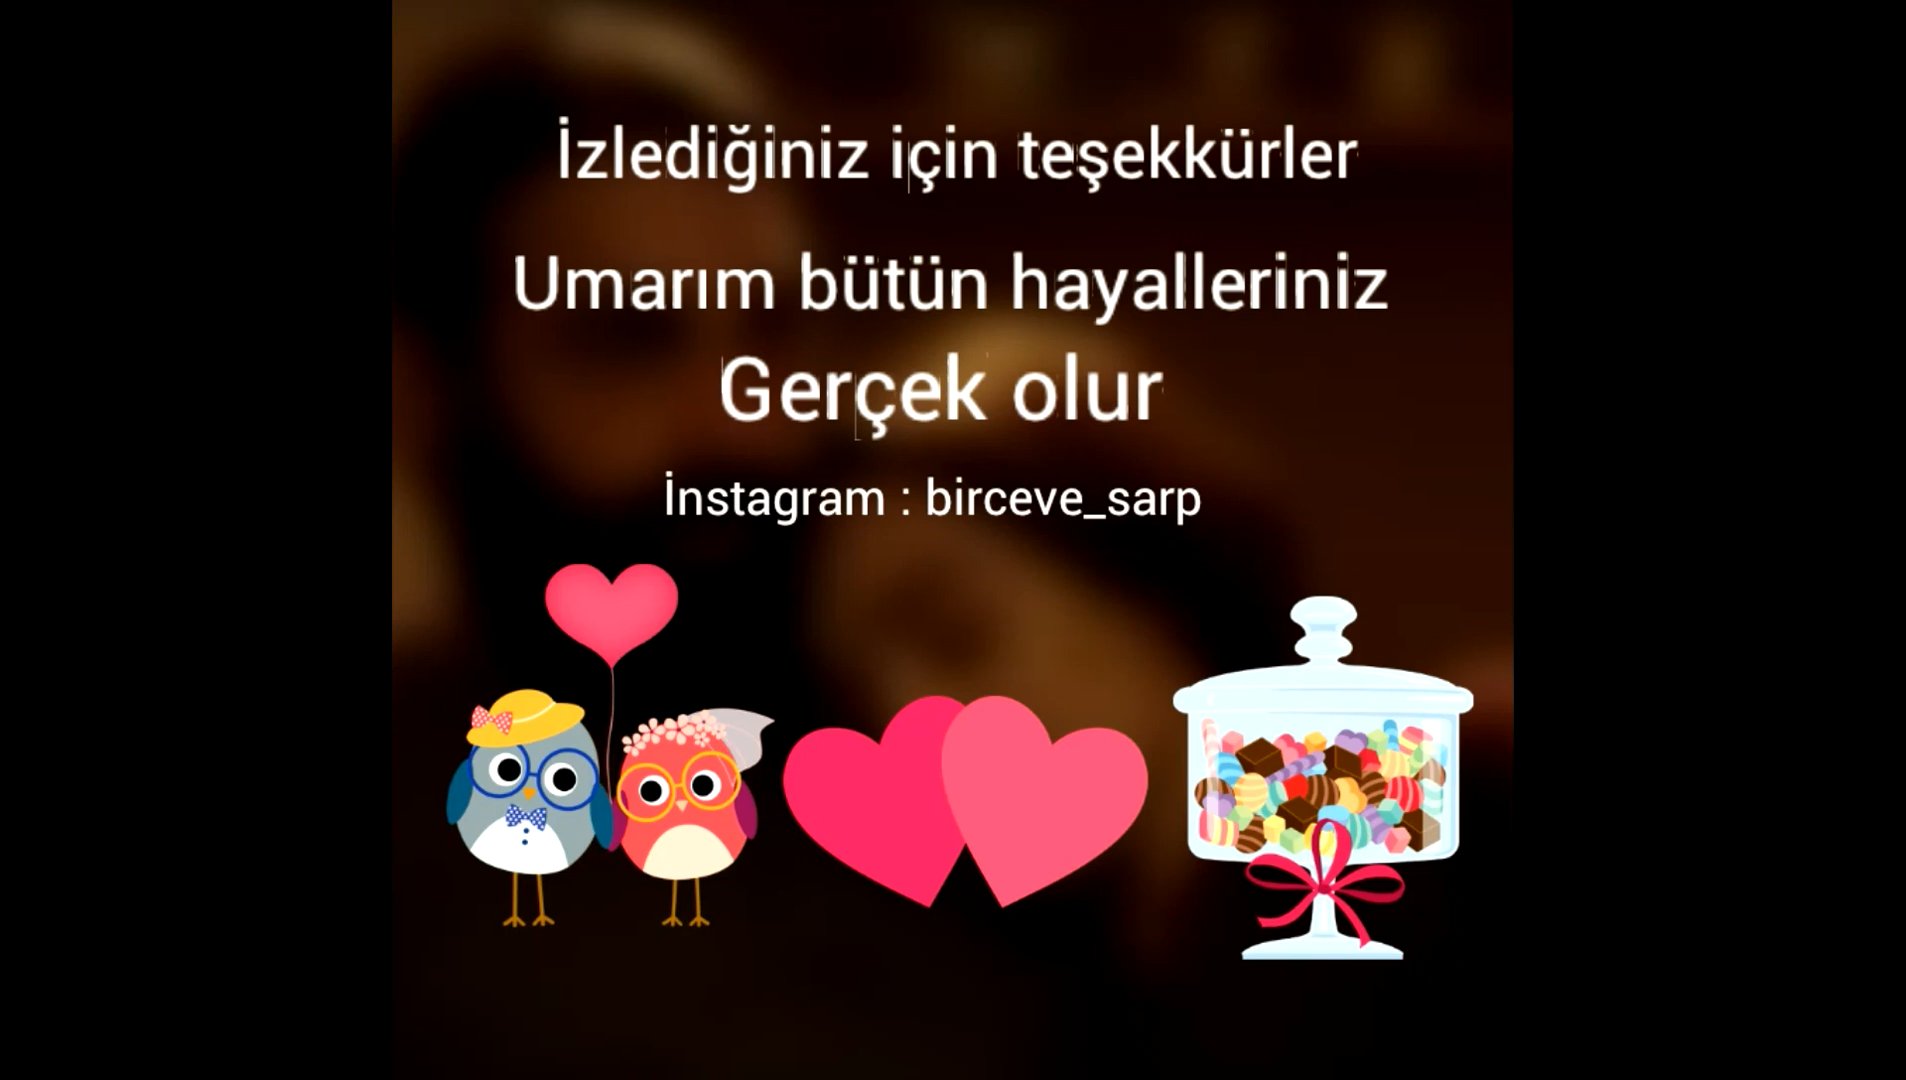 İzlediğiniz için teşekkürler
Umarım bütün hayalleriniz
Gerçek olur
İnstagram : birceve_sarp